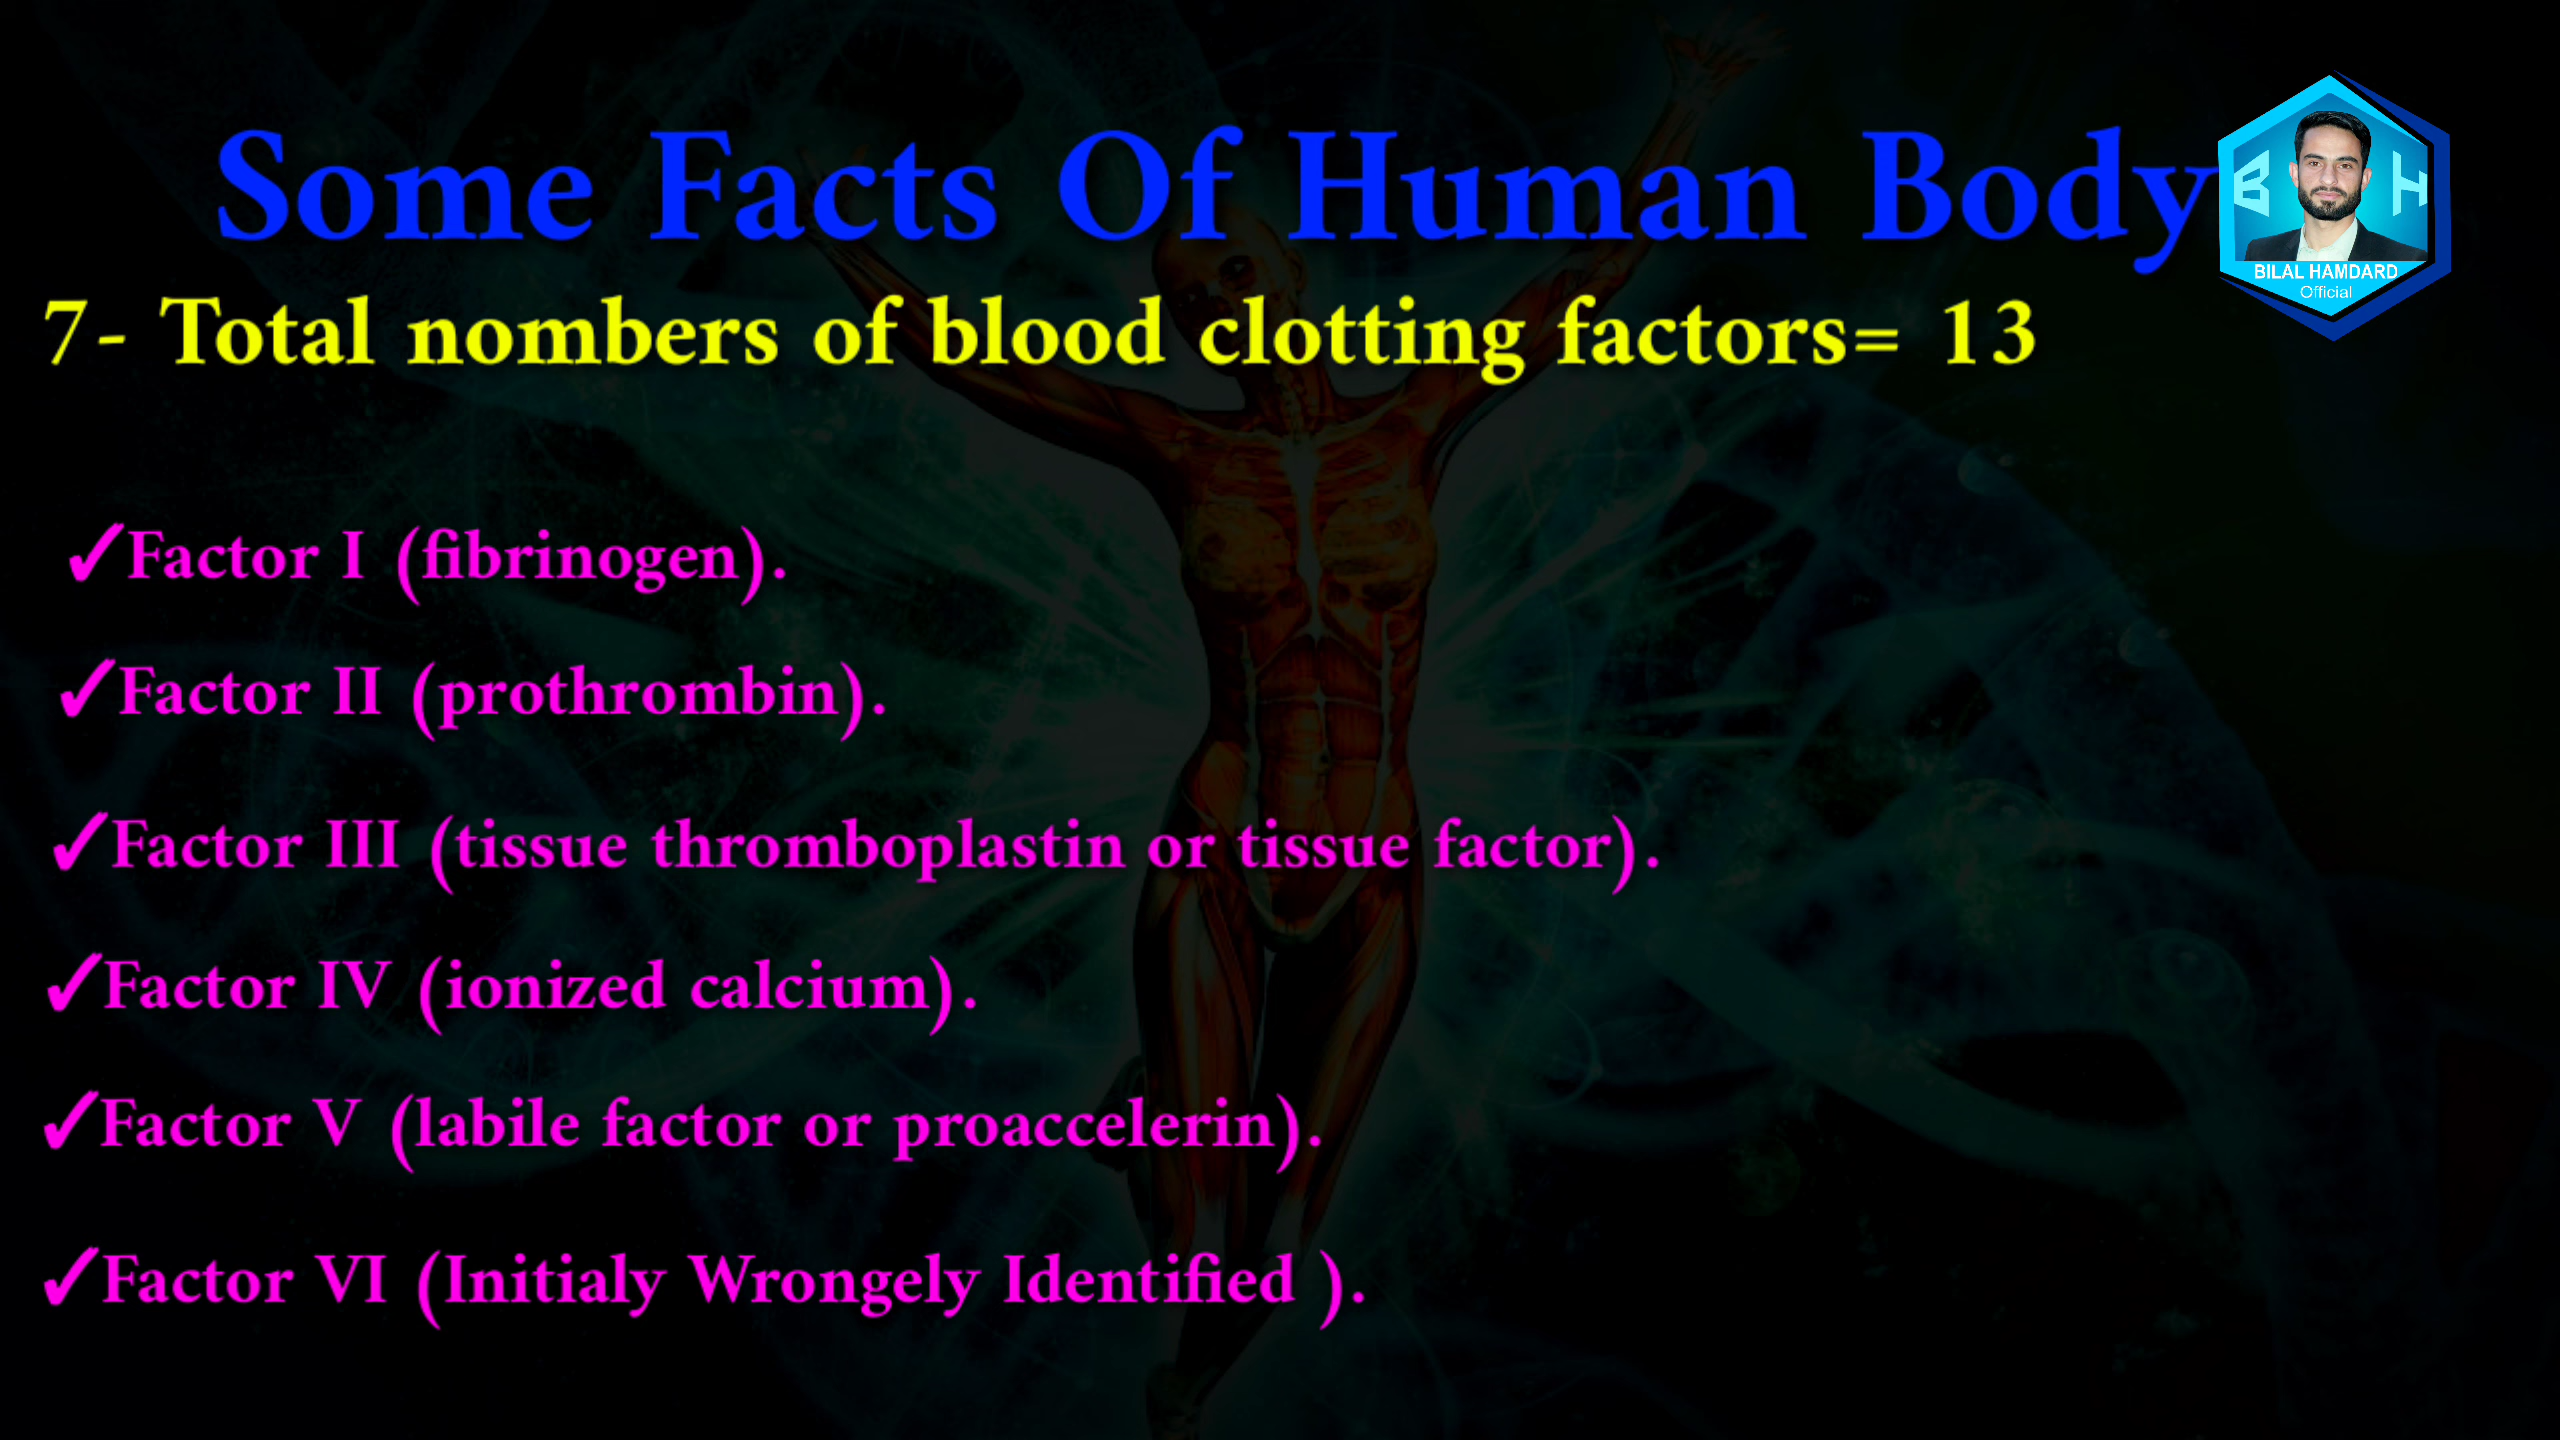 Some Facts Of Human Body
B H
BILAL HAMDARD
Official
7- Total nombers of blood clotting factors= 13
✓Factor I (fibrinogen).
✓Factor II (prothrombin).
✓Factor III (tissue thromboplastin or tissue factor).
✓Factor IV (ionized calcium).
✓Factor V (labile factor or proaccelerin).
✓Factor VI (Initialy Wrongely Identified ).